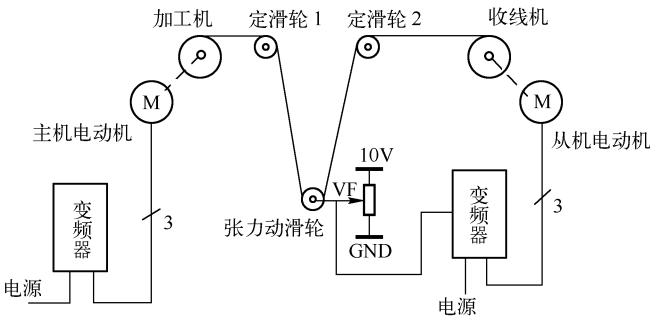 加工机
定滑轮 1
定滑轮 2
收线机
M
M
主机电动机
从机电动机
10V
VF
变频器
3
张力动滑轮
GND
变频器
3
电源
电源